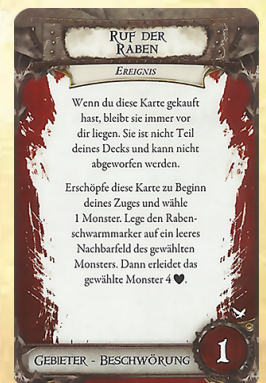 Ruf der
Raben
Ereignis
Wenn du diese Karte gekauft
hast, bleibt sie immer vor
dir liegen. Sie ist nicht Teil
deines Decks und kann nicht
abgeworfen werden.
Erschöpfe diese Karte zu Beginn
deines Zuges und wähle
1 Monster. Lege den Raben-
schwarmmarker auf ein leeres
Nachbarfeld des gewählten
Monsters. Dann erleidet das
gewählte Monster 4 ♥.
Gebieter - Beschwörung
1